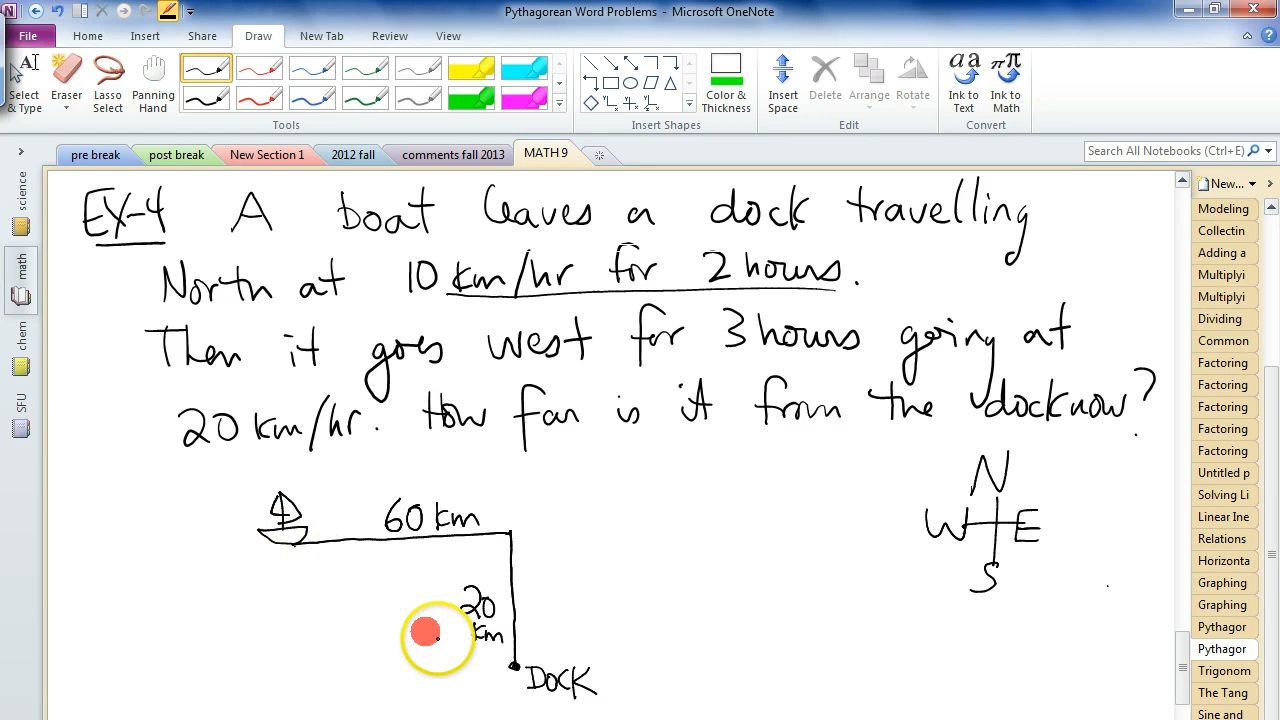 Pythagorean Word Problems - Microsoft OneNote
File Home Insert Share Draw New Tab Review View
Select & Type
Eraser
Lasso Select
Panning Hand
Color & Thickness
Insert Space
Delete
Arrange
Rotate
Ink to Text
Ink to Math
Tools
Insert Shapes
Edit
Convert
pre break post break New Section 1 2012 fall comments fall 2013 MATH 9
Search All Notebooks (Ctrl+E)
science
math
chem
SFU
EX-4 A boat leaves a dock travelling
North at 10 km/hr for 2 hours.
Then it goes west for 3 hours going at
20 km/hr. How far is it from the dock now?
60 km
20
km
DOCK
N
W E
S
New...
Modeling
Collectin
Adding a
Multiplyi
Multiplyi
Dividing
Common
Factoring
Factoring
Factoring
Factoring
Factoring
Untitled p
Solving Li
Linear Ine
Relations
Horizonta
Graphing
Graphing
Pythagor
Pythagor
Trigonom
The Tang
Sine and